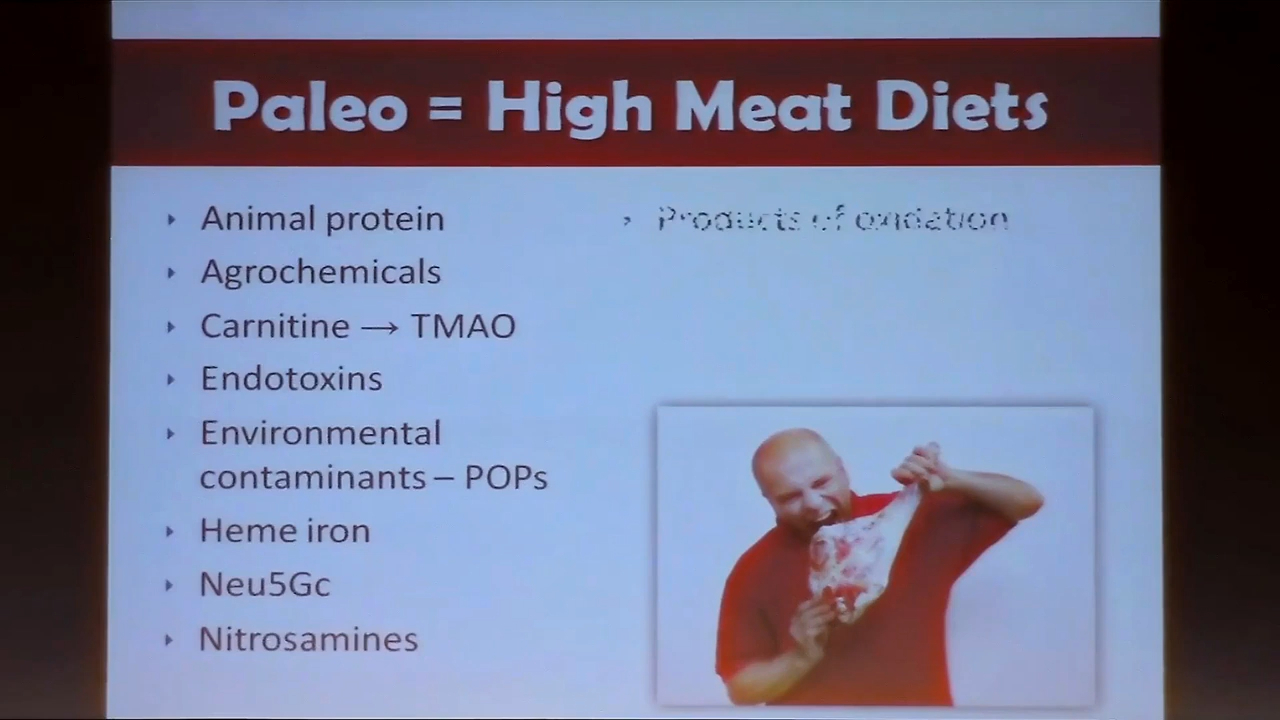 Paleo = High Meat Diets
Animal protein
Agrochemicals
Carnitine → TMAO
Endotoxins
Environmental
contaminants – POPs
Heme iron
Neu5Gc
Nitrosamines
Products of oxidation